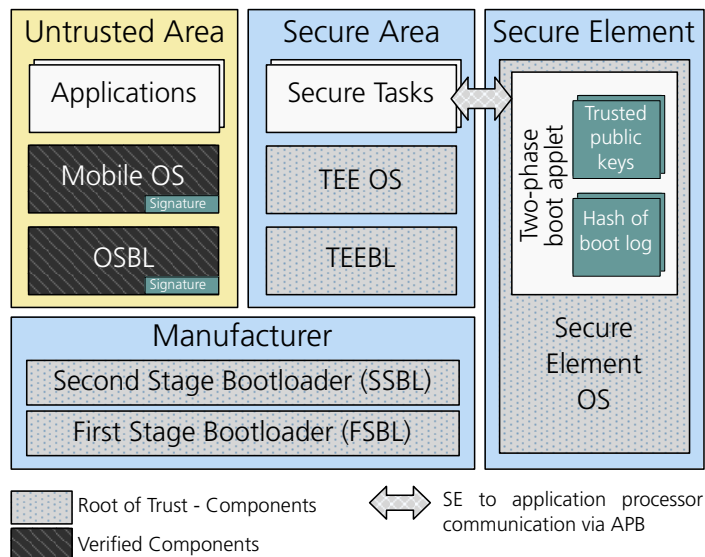 Untrusted Area
Applications
Mobile OS
Signature
OSBL
Signature
Secure Area
Secure Tasks
TEE OS
TEEBL
Secure Element
Two-phase
boot applet
Trusted
public
keys
Hash of
boot log
Secure
Element
OS
Manufacturer
Second Stage Bootloader (SSBL)
First Stage Bootloader (FSBL)
Root of Trust - Components
Verified Components
SE to application processor
communication via APB